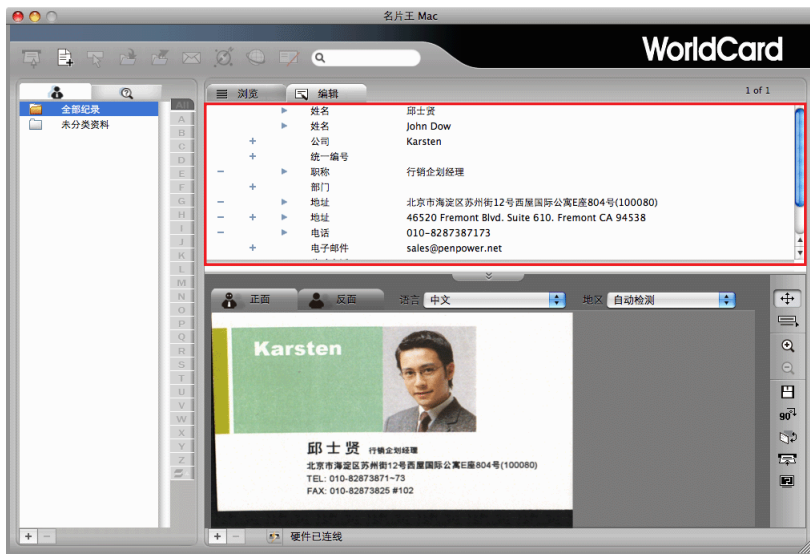 名片王 Mac
WorldCard
浏览 编辑 1 of 1
全部纪录
未分类资料
All
A
B
C
D
E
F
G
H
I
J
K
L
M
N
O
P
Q
R
S
T
U
V
W
X
Y
Z
姓名 邱士贤
姓名 John Dow
公司 Karsten
统一编号
职称 行销企划经理
部门
地址 北京市海淀区苏州街12号西屋国际公寓E座804号(100080)
地址 46520 Fremont Blvd. Suite 610. Fremont CA 94538
电话 010-8287387173
电子邮件 sales@penpower.net
正面 反面 语言 中文 地区 自动检测
Karsten
邱士贤 行销企划经理
北京市海淀区苏州街12号西屋国际公寓E座804号(100080)
TEL: 010-82873871~73
FAX: 010-82873825 #102
90°
硬件已连线